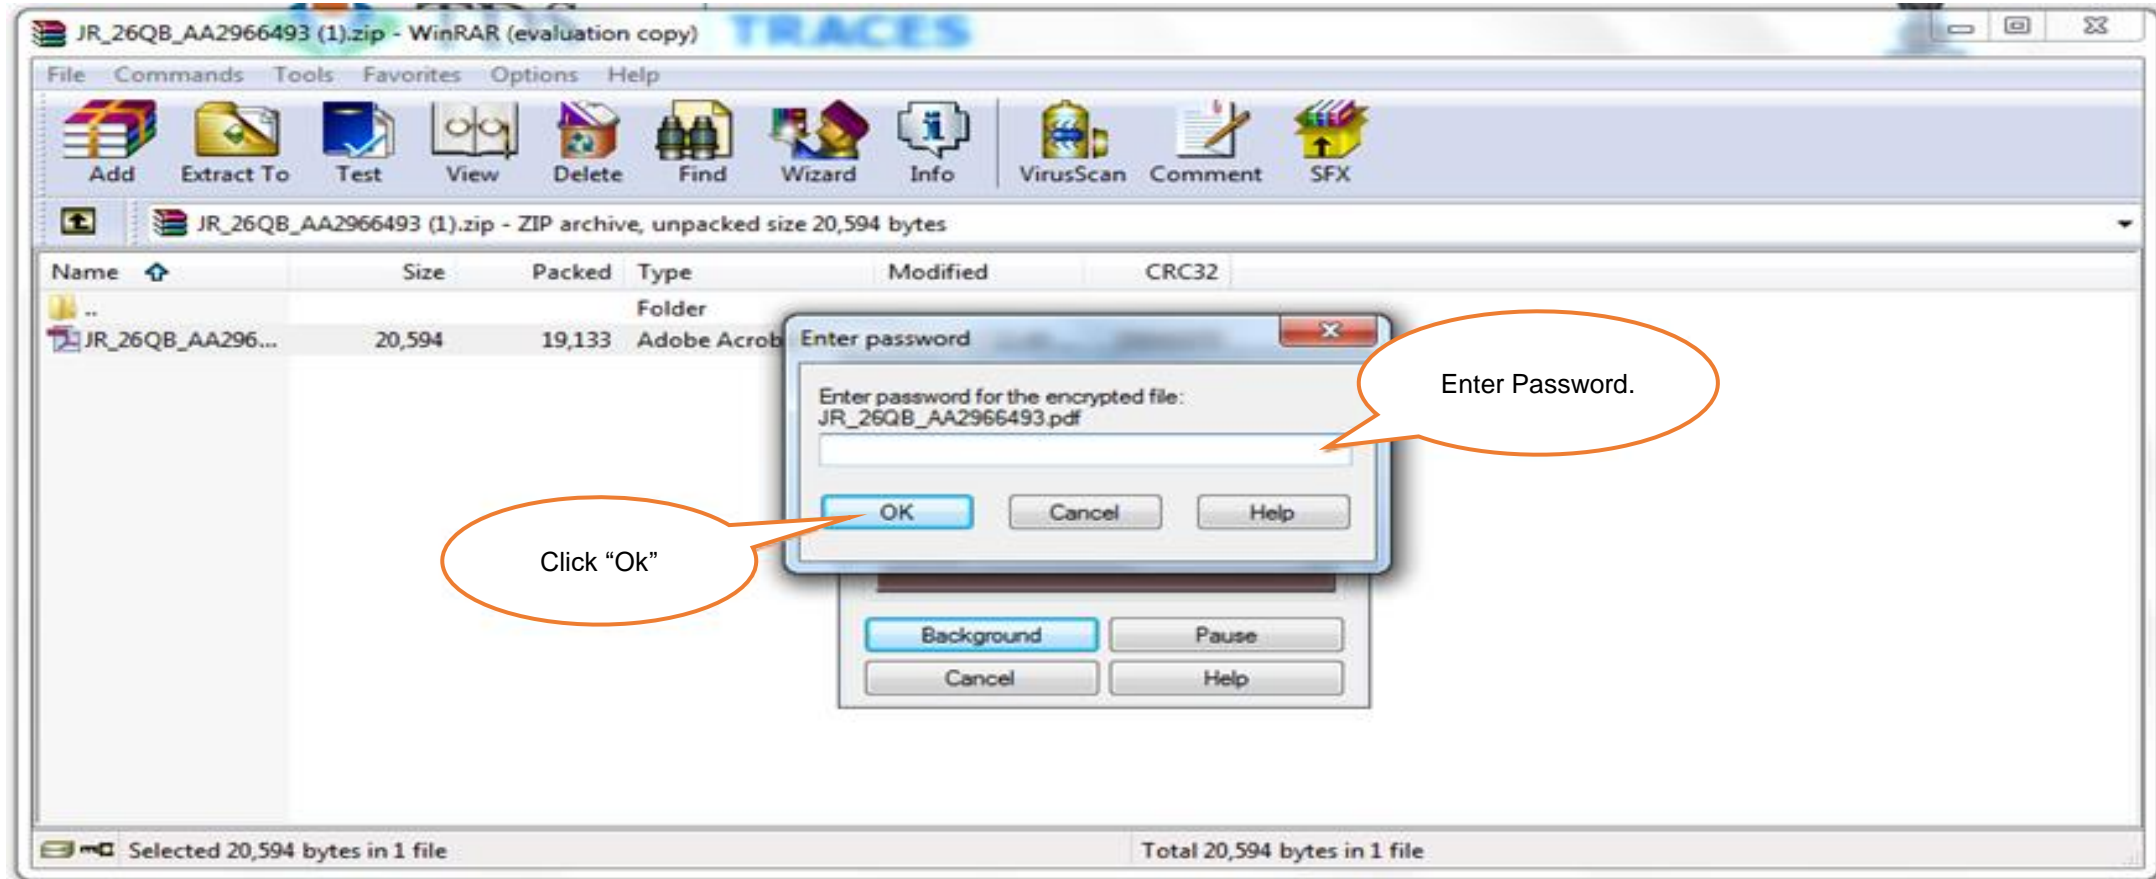 TDS
TRACES
JR_26QB_AA2966493 (1).zip - WinRAR (evaluation copy)
File Commands Tools Favorites Options Help
Add Extract To Test View Delete Find Wizard Info VirusScan Comment SFX
JR_26QB_AA2966493 (1).zip - ZIP archive, unpacked size 20,594 bytes
Name Size Packed Type Modified CRC32
.. Folder
JR_26QB_AA296... 20,594 19,133 Adobe Acrob
Enter password
Enter password for the encrypted file:
JR_26QB_AA2966493.pdf
Enter Password.
OK Cancel Help
Click “Ok”
Background Pause
Cancel Help
Selected 20,594 bytes in 1 file Total 20,594 bytes in 1 file